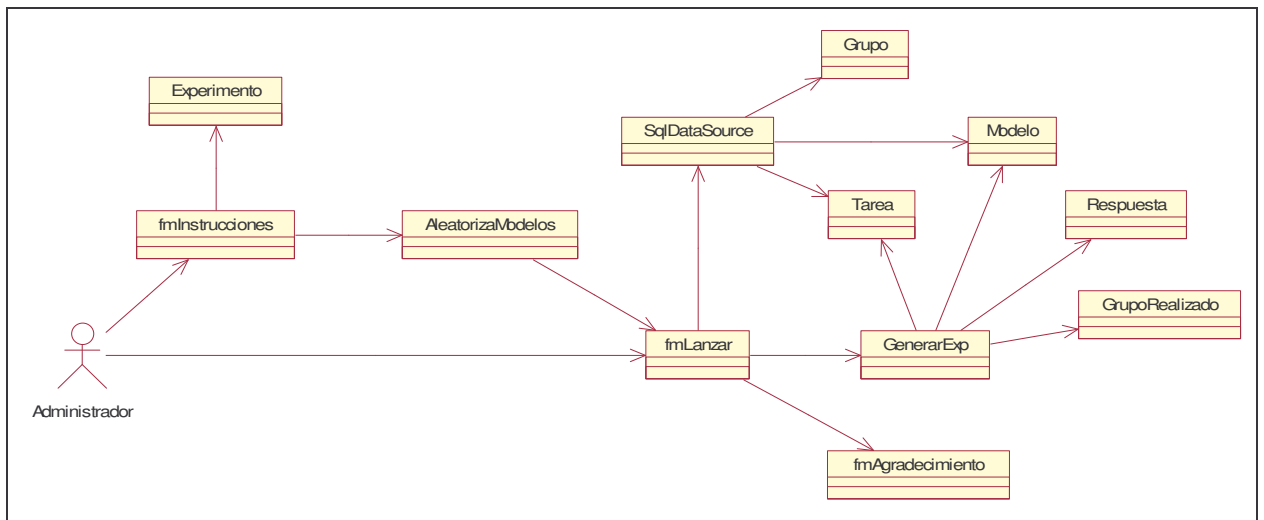 Grupo
Experimento
SqlDataSource
Modelo
fmInstrucciones
AleatorizaModelos
Tarea
Respuesta
GrupoRealizado
fmLanzar
GenerarExp
Administrador
fmAgradecimiento